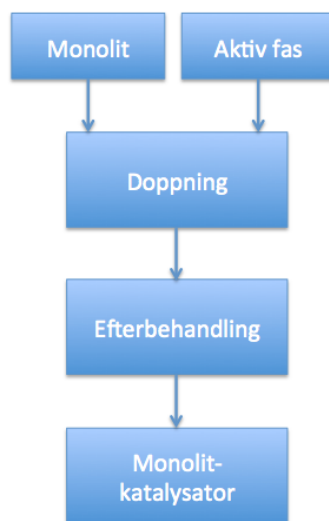 Monolit
Aktiv fas
Doppning
Efterbehandling
Monolit-
katalysator